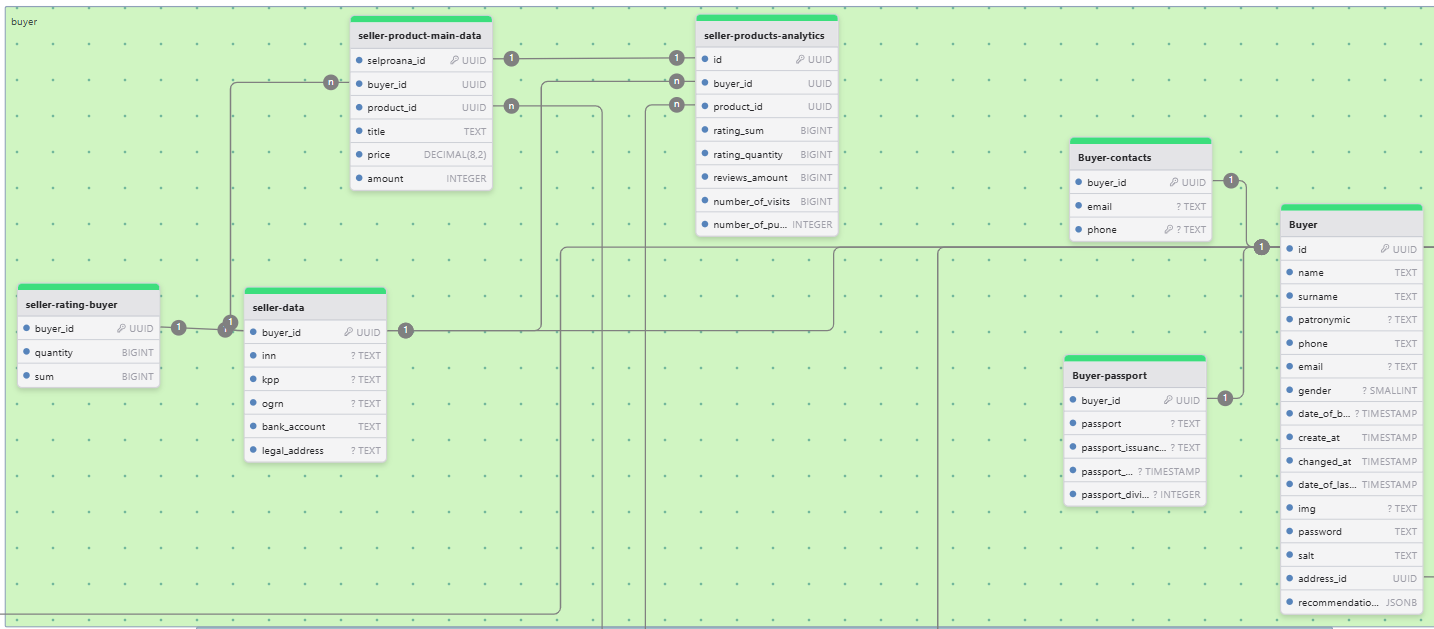 buyer
seller-product-main-data
selproana_id UUID
buyer_id UUID
product_id UUID
title TEXT
price DECIMAL(8,2)
amount INTEGER
1
n
n
seller-products-analytics
id UUID
buyer_id UUID
product_id UUID
rating_sum BIGINT
rating_quantity BIGINT
reviews_amount BIGINT
number_of_visits BIGINT
number_of_pu... INTEGER
1
n
n
Buyer-contacts
buyer_id UUID
email ? TEXT
phone ? TEXT
1
Buyer
id UUID
name TEXT
surname TEXT
patronymic ? TEXT
phone TEXT
email ? TEXT
gender ? SMALLINT
date_of_b... ? TIMESTAMP
create_at TIMESTAMP
changed_at TIMESTAMP
date_of_las... TIMESTAMP
img ? TEXT
password TEXT
salt TEXT
address_id UUID
recommendatio... JSONB
1
seller-rating-buyer
buyer_id UUID
quantity BIGINT
sum BIGINT
1
1
seller-data
buyer_id UUID
inn ? TEXT
kpp ? TEXT
ogrn ? TEXT
bank_account TEXT
legal_address ? TEXT
1
Buyer-passport
buyer_id UUID
passport ? TEXT
passport_issuanc... ? TEXT
passport_... ? TIMESTAMP
passport_divi... ? INTEGER
1